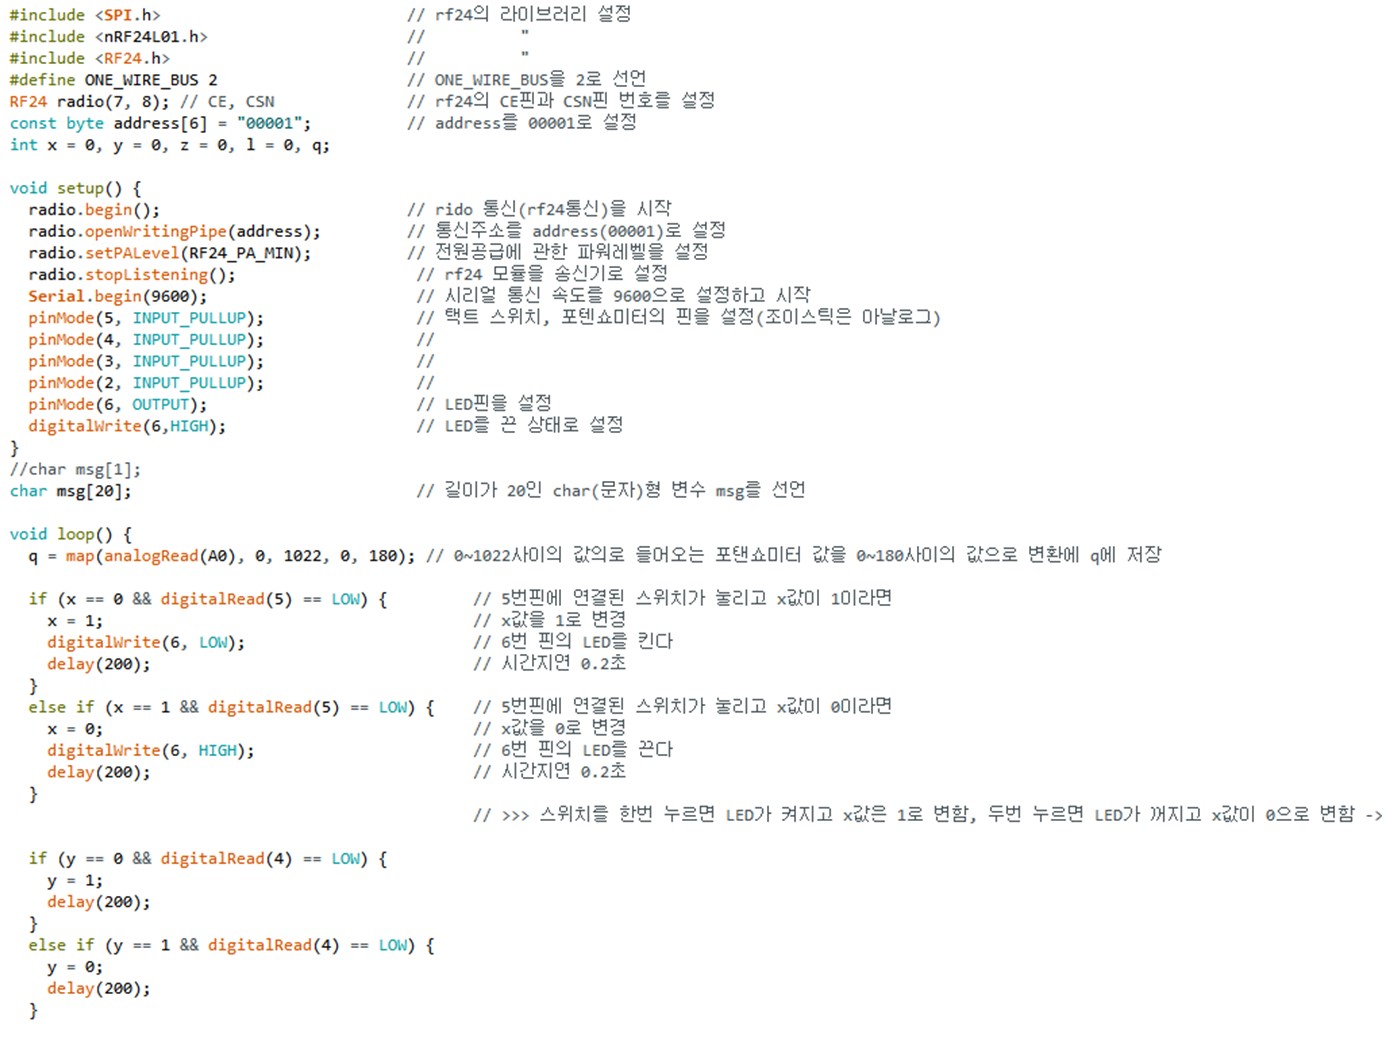 #include <SPI.h>                          // rf24의 라이브러리 설정
#include <nRF24L01.h>                     //          "
#include <RF24.h>                         //          "
#define ONE_WIRE_BUS 2                    // ONE_WIRE_BUS을 2로 선언
RF24 radio(7, 8); // CE, CSN              // rf24의 CE핀과 CSN핀 번호를 설정
const byte address[6] = "00001";          // address를 00001로 설정
int x = 0, y = 0, z = 0, l = 0, q;

void setup() {
  radio.begin();                          // rido 통신(rf24통신)을 시작
  radio.openWritingPipe(address);         // 통신주소를 address(00001)로 설정
  radio.setPALevel(RF24_PA_MIN);          // 전원공급에 관한 파워레벨을 설정
  radio.stopListening();                   // rf24 모듈을 송신기로 설정
  Serial.begin(9600);                      // 시리얼 통신 속도를 9600으로 설정하고 시작
  pinMode(5, INPUT_PULLUP);                // 택트 스위치, 포텐쇼미터의 핀을 설정(조이스틱은 아날로그)
  pinMode(4, INPUT_PULLUP);                //
  pinMode(3, INPUT_PULLUP);                //
  pinMode(2, INPUT_PULLUP);                //
  pinMode(6, OUTPUT);                      // LED핀을 설정
  digitalWrite(6,HIGH);                    // LED를 끈 상태로 설정
}
//char msg[1];
char msg[20];                              // 길이가 20인 char(문자)형 변수 msg를 선언

void loop() {
  q = map(analogRead(A0), 0, 1022, 0, 180); // 0~1022사이의 값의로 들어오는 포탠쇼미터 값을 0~180사이의 값으로 변환에 q에 저장

  if (x == 0 && digitalRead(5) == LOW) {         // 5번핀에 연결된 스위치가 눌리고 x값이 1이라면
    x = 1;                                       // x값을 1로 변경
    digitalWrite(6, LOW);                        // 6번 핀의 LED를 킨다
    delay(200);                                  // 시간지연 0.2초
  }
  else if (x == 1 && digitalRead(5) == LOW) {    // 5번핀에 연결된 스위치가 눌리고 x값이 0이라면
    x = 0;                                       // x값을 0로 변경
    digitalWrite(6, HIGH);                       // 6번 핀의 LED를 끈다
    delay(200);                                  // 시간지연 0.2초
  }
                                                 // >>> 스위치를 한번 누르면 LED가 켜지고 x값은 1로 변함, 두번 누르면 LED가 꺼지고 x값이 0으로 변함 ->

  if (y == 0 && digitalRead(4) == LOW) {
    y = 1;
    delay(200);
  }
  else if (y == 1 && digitalRead(4) == LOW) {
    y = 0;
    delay(200);
  }